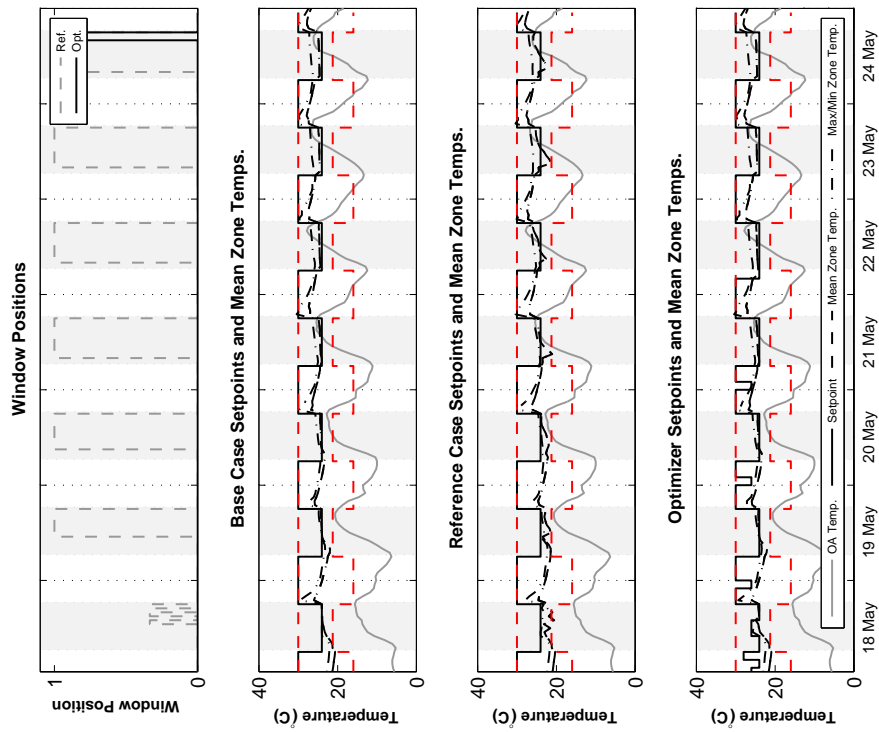 Window Positions
Window Position
1
0
Ref.
Opt.
Base Case Setpoints and Mean Zone Temps.
Temperature (°C)
40
20
0
Reference Case Setpoints and Mean Zone Temps.
Temperature (°C)
40
20
0
Optimizer Setpoints and Mean Zone Temps.
Temperature (°C)
40
20
0
OA Temp.
Setpoint
Mean Zone Temp.
Max/Min Zone Temp.
18 May
19 May
20 May
21 May
22 May
23 May
24 May